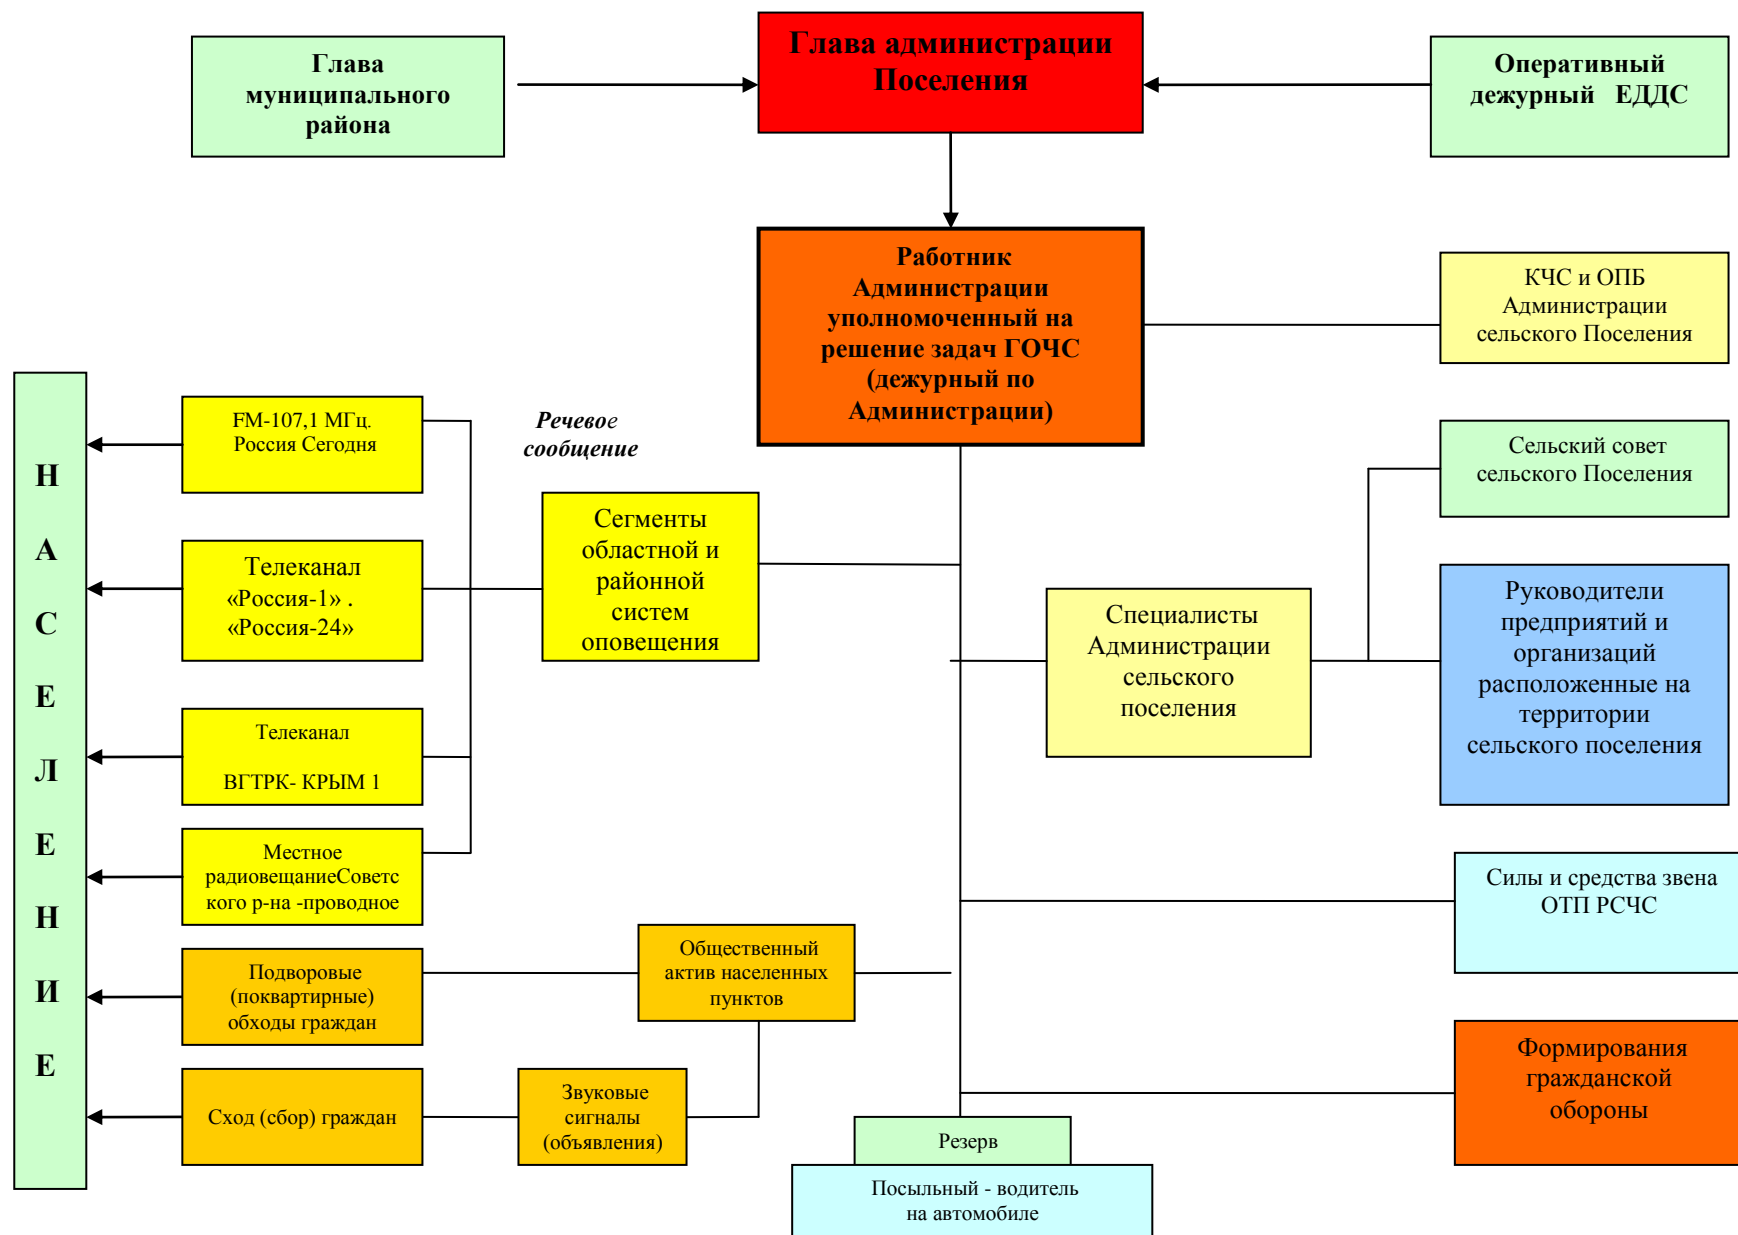 Глава администрации
Поселения
Глава
муниципального
района
Оперативный
дежурный ЕДДС
Работник
Администрации
уполномоченный на
решение задач ГОЧС
(дежурный по
Администрации)
КЧС и ОПБ
Администрации
сельского Поселения
Н
А
С
Е
Л
Е
Н
И
Е
FM-107,1 МГц.
Россия Сегодня
Речевое
сообщение
Сельский совет
сельского Поселения
Сегменты
областной и
районной
систем
оповещения
Телеканал
«Россия-1» .
«Россия-24»
Специалисты
Администрации
сельского
поселения
Руководители
предприятий и
организаций
расположенные на
территории
сельского поселения
Телеканал
ВГТРК- КРЫМ 1
Местное
радиовещаниеСоветс
кого р-на -проводное
Силы и средства звена
ОТП РСЧС
Общественный
актив населенных
пунктов
Подворовые
(поквартирные)
обходы граждан
Формирования
гражданской
обороны
Сход (сбор) граждан
Звуковые
сигналы
(объявления)
Резерв
Посыльный - водитель
на автомобиле